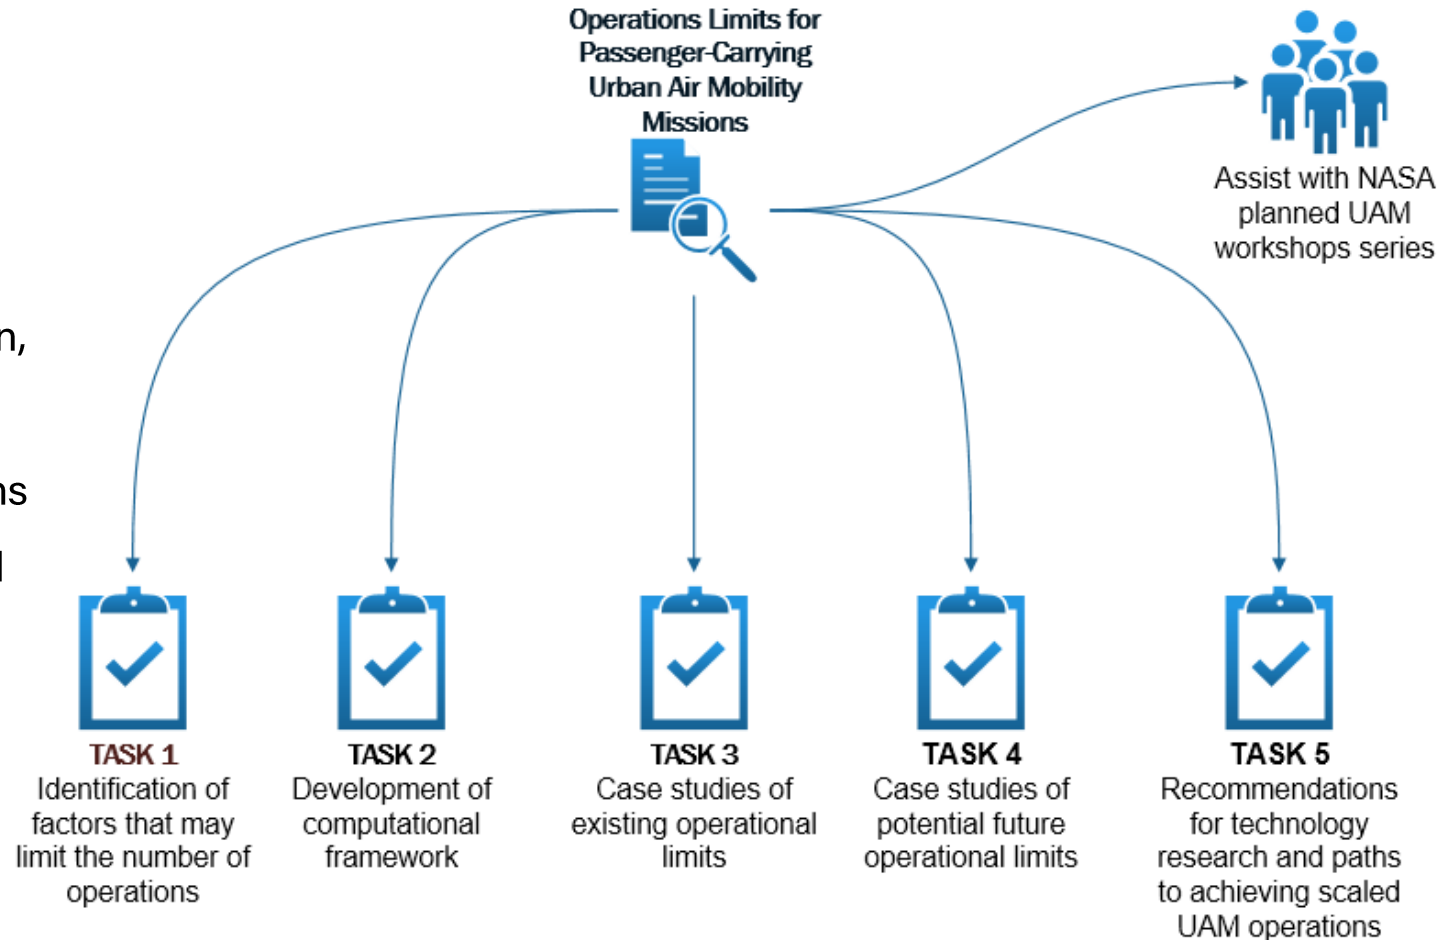 Operations Limits for
Passenger-Carrying
Urban Air Mobility
Missions
Assist with NASA
planned UAM
workshops series
TASK 1
Identification of
factors that may
limit the number of
operations
TASK 2
Development of
computational
framework
TASK 3
Case studies of
existing operational
limits
TASK 4
Case studies of
potential future
operational limits
TASK 5
Recommendations
for technology
research and paths
to achieving scaled
UAM operations